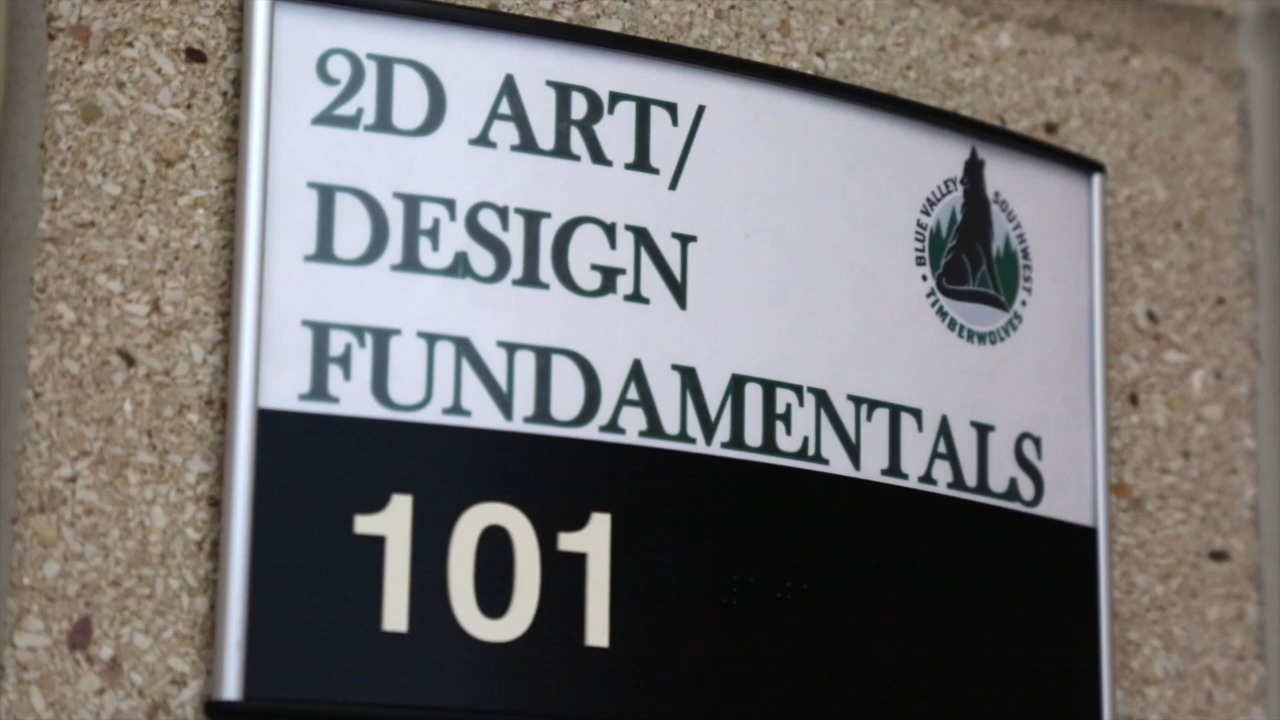 2D ART/
DESIGN
FUNDAMENTALS
BLUE VALLEY SOUTHWEST
• TIMBERWOLVES •
101